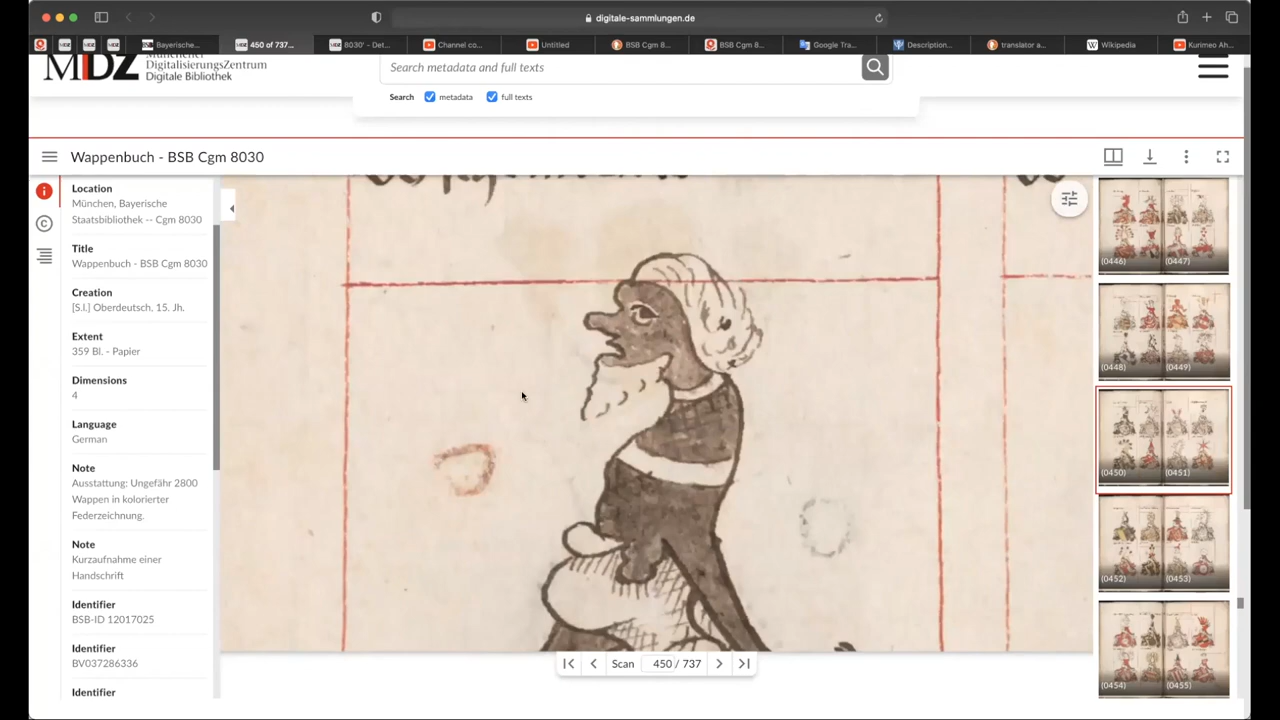 digitale-sammlungen.de
Bayerische...
450 of 737...
8030' - Det...
Channel co...
Untitled
BSB Cgm 8...
BSB Cgm 8...
Google Tra...
Description...
translator a...
Wikipedia
Kurimeo Ah...
MDZ
DigitalisierungsZentrum
Digitale Bibliothek
Search metadata and full texts
Search metadata full texts
Wappenbuch - BSB Cgm 8030
Location
München, Bayerische
Staatsbibliothek -- Cgm 8030
Title
Wappenbuch - BSB Cgm 8030
Creation
[S.l.] Oberdeutsch, 15. Jh.
Extent
359 Bl. - Papier
Dimensions
4
Language
German
Note
Ausstattung: Ungefähr 2800
Wappen in kolorierter
Federzeichnung.
Note
Kurzaufnahme einer
Handschrift
Identifier
BSB-ID 12017025
Identifier
BV037286336
Identifier
(0446) (0447)
(0448) (0449)
(0450) (0451)
(0452) (0453)
(0454) (0455)
Scan 450 / 737